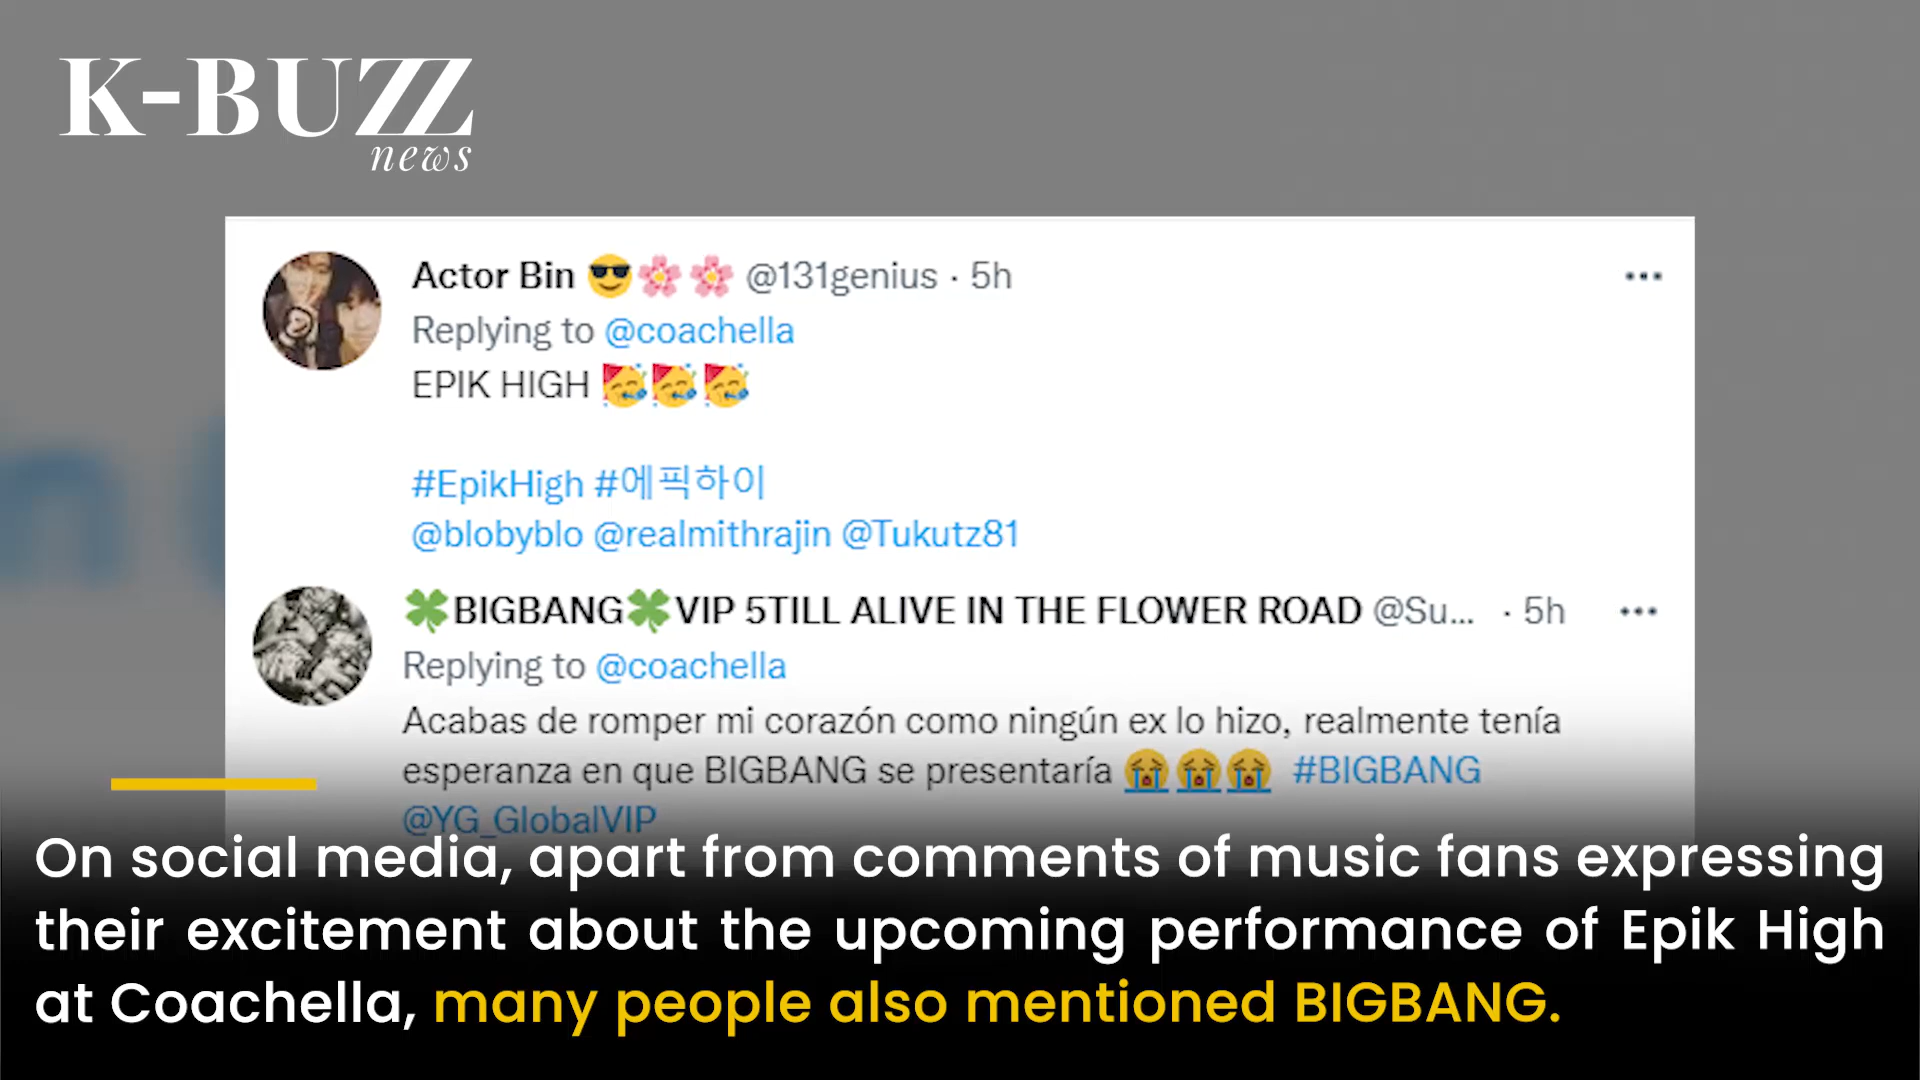 K-BUZZ
news
Actor Bin 😎🌸🌸 @131genius · 5h
Replying to @coachella
EPIK HIGH 🥳🥳🥳
#EpikHigh #에픽하이
@blobyblo @realmithrajin @Tukutz81
🍀BIGBANG🍀VIP 5TILL ALIVE IN THE FLOWER ROAD @Su... · 5h
Replying to @coachella
Acabas de romper mi corazón como ningún ex lo hizo, realmente tenía
esperanza en que BIGBANG se presentaría 😭😭😭 #BIGBANG
@YG_GlobalVIP
On social media, apart from comments of music fans expressing
their excitement about the upcoming performance of Epik High
at Coachella, many people also mentioned BIGBANG.